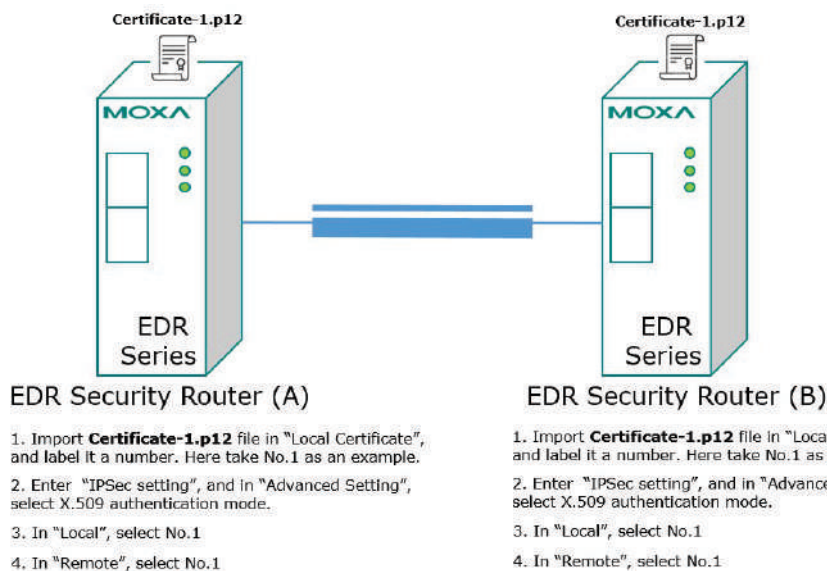 Certificate-1.p12
MOXA
EDR
Series
EDR Security Router (A)
1. Import Certificate-1.p12 file in "Local Certificate",
and label it a number. Here take No.1 as an example.
2. Enter "IPSec setting", and in "Advanced Setting",
select X.509 authentication mode.
3. In "Local", select No.1
4. In "Remote", select No.1
Certificate-1.p12
MOXA
EDR
Series
EDR Security Router (B)
1. Import Certificate-1.p12 file in "Loca
and label it a number. Here take No.1 as
2. Enter "IPSec setting", and in "Advance
select X.509 authentication mode.
3. In "Local", select No.1
4. In "Remote", select No.1